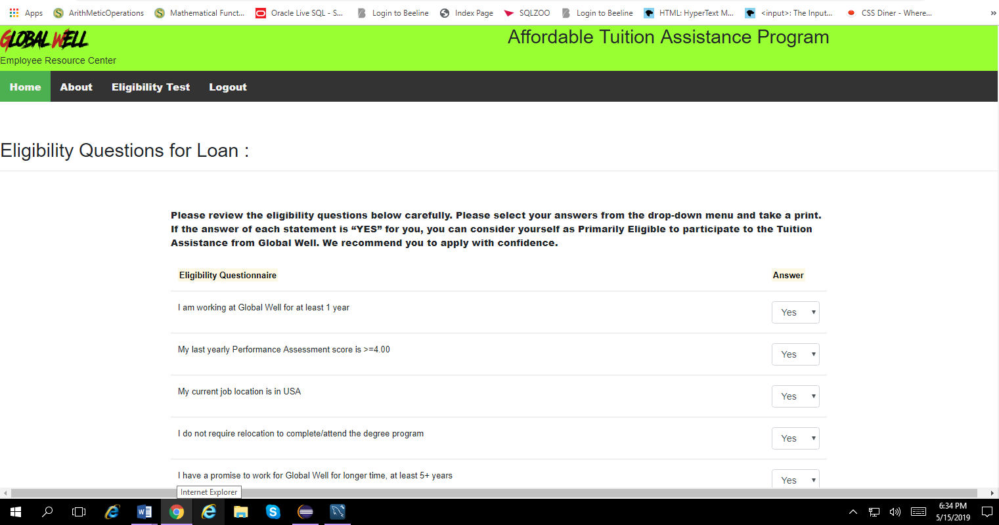 Apps ArithMeticOperations Mathematical Funct... Oracle Live SQL - S... Login to Beeline Index Page SQLZOO Login to Beeline HTML: HyperText M... <input>: The Input... CSS Diner - Where... »
GLOBAL WELL
Affordable Tuition Assistance Program
Employee Resource Center
Home About Eligibility Test Logout
Eligibility Questions for Loan :
Please review the eligibility questions below carefully. Please select your answers from the drop-down menu and take a print.
If the answer of each statement is “YES” for you, you can consider yourself as Primarily Eligible to participate to the Tuition
Assistance from Global Well. We recommend you to apply with confidence.
Eligibility Questionnaire Answer
I am working at Global Well for at least 1 year Yes
My last yearly Performance Assessment score is >=4.00 Yes
My current job location is in USA Yes
I do not require relocation to complete/attend the degree program Yes
I have a promise to work for Global Well for longer time, at least 5+ years Yes
Internet Explorer
6:34 PM
5/15/2019